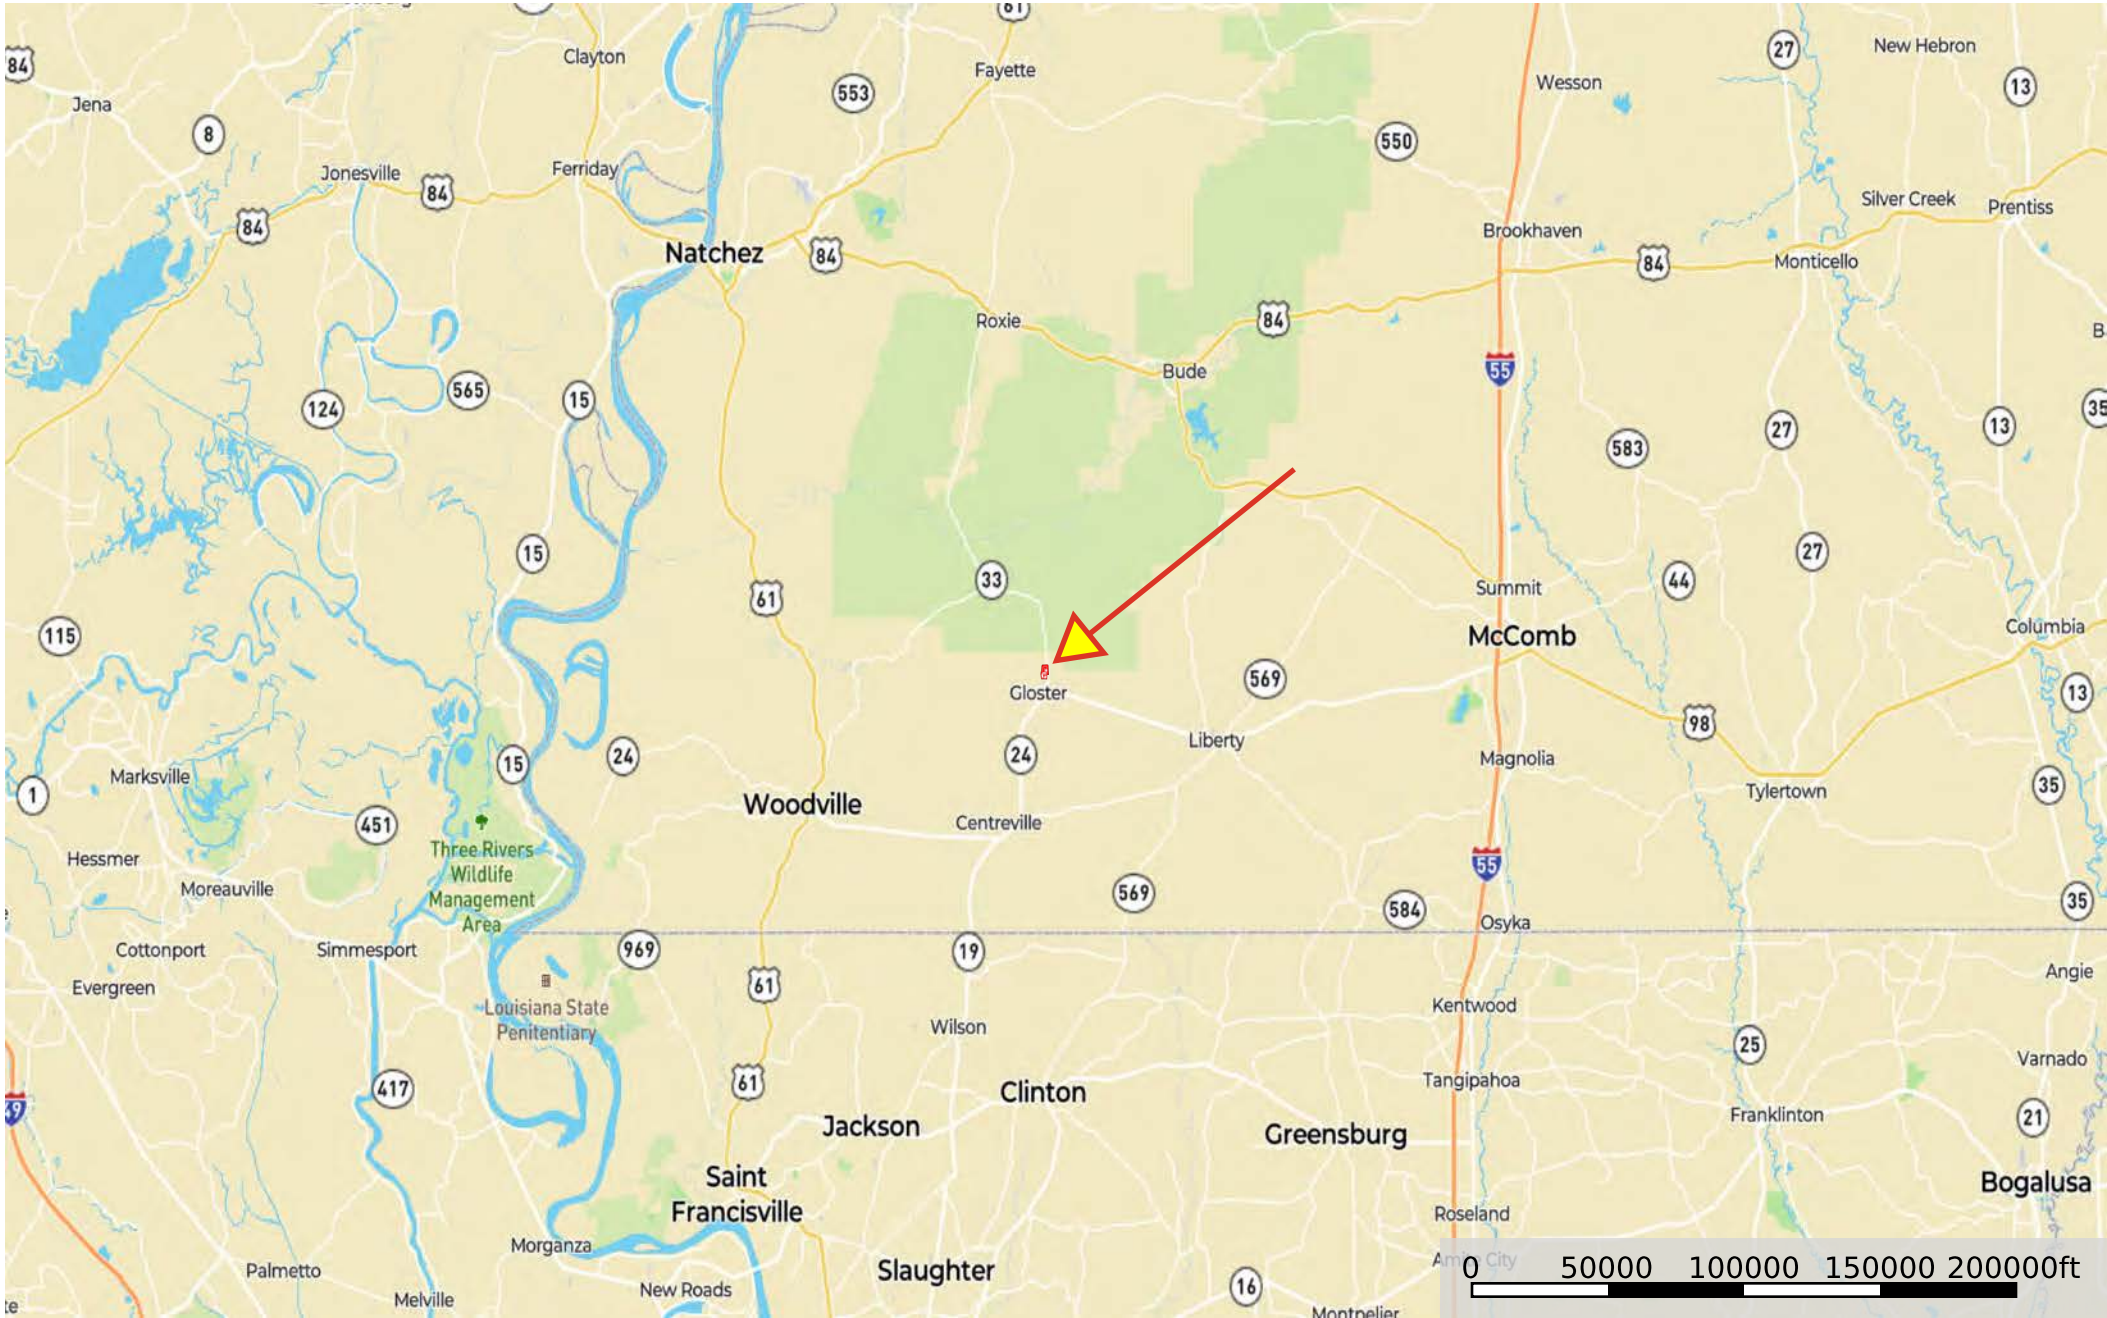 61
Clayton
84
Fayette
27
New Hebron
Wesson
13
553
Jena
8
550
Jonesville
Ferriday
84
Silver Creek
Prentiss
84
Natchez
84
Brookhaven
84
Monticello
Roxie
84
Bude
55
565
15
124
35
13
27
583
15
27
33
44
Summit
61
115
McComb
Columbia
569
13
Gloster
98
Liberty
24
24
15
Magnolia
Marksville
1
35
Tylertown
Woodville
451
Centreville
Three Rivers
Wildlife
Management
Area
Hessmer
55
Moreauville
569
584
35
Osyka
Cottonport
Simmesport
969
19
Angie
Evergreen
61
Louisiana State
Penitentiary
Kentwood
Wilson
25
Varnado
61
Tangipahoa
417
Clinton
49
Franklinton
21
Jackson
Greensburg
Saint
Francisville
Bogalusa
Roseland
Morganza
Amite City
Palmetto
Slaughter
New Roads
16
Melville
Montpelier
0 50000 100000 150000 200000ft